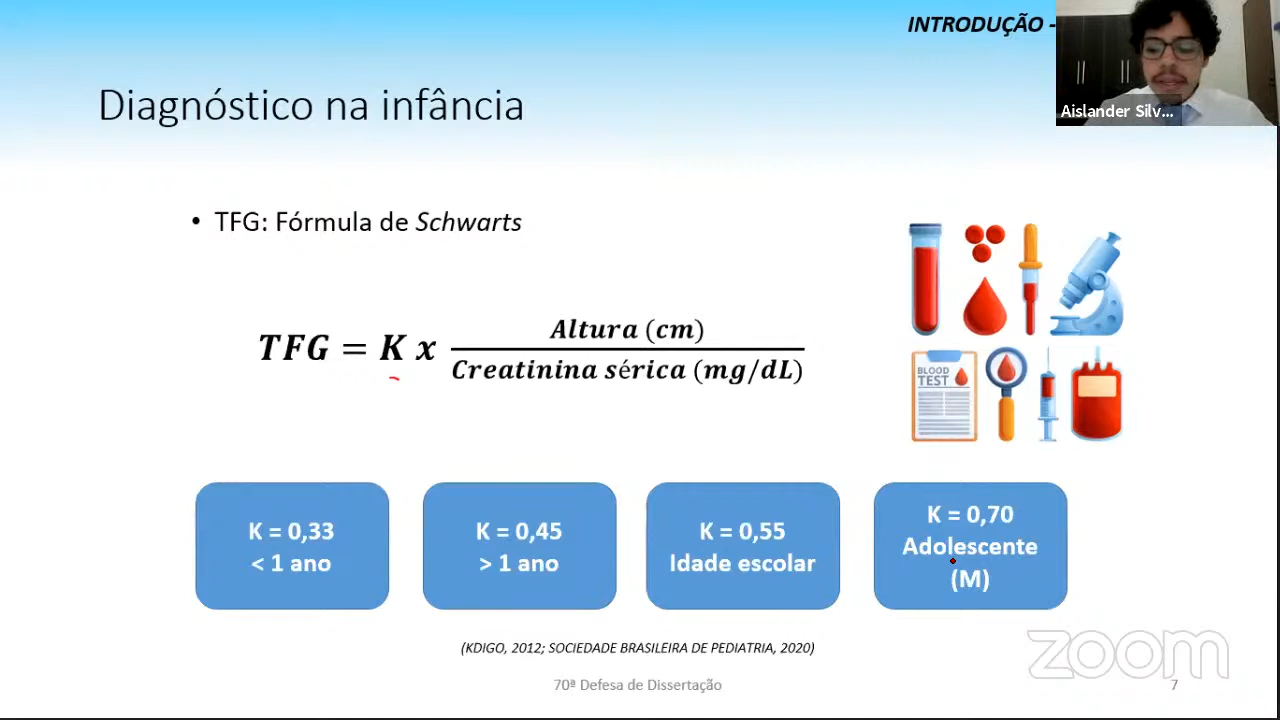 INTRODUÇÃO -
Aislander Silv...
Diagnóstico na infância
• TFG: Fórmula de Schwarts
TFG = K x Altura (cm)
Creatinina sérica (mg/dL)
BLOOD
TEST
K = 0,33
< 1 ano
K = 0,45
> 1 ano
K = 0,55
Idade escolar
K = 0,70
Adolescente
(M)
(KDIGO, 2012; SOCIEDADE BRASILEIRA DE PEDIATRIA, 2020)
zoom
70ª Defesa de Dissertação
7